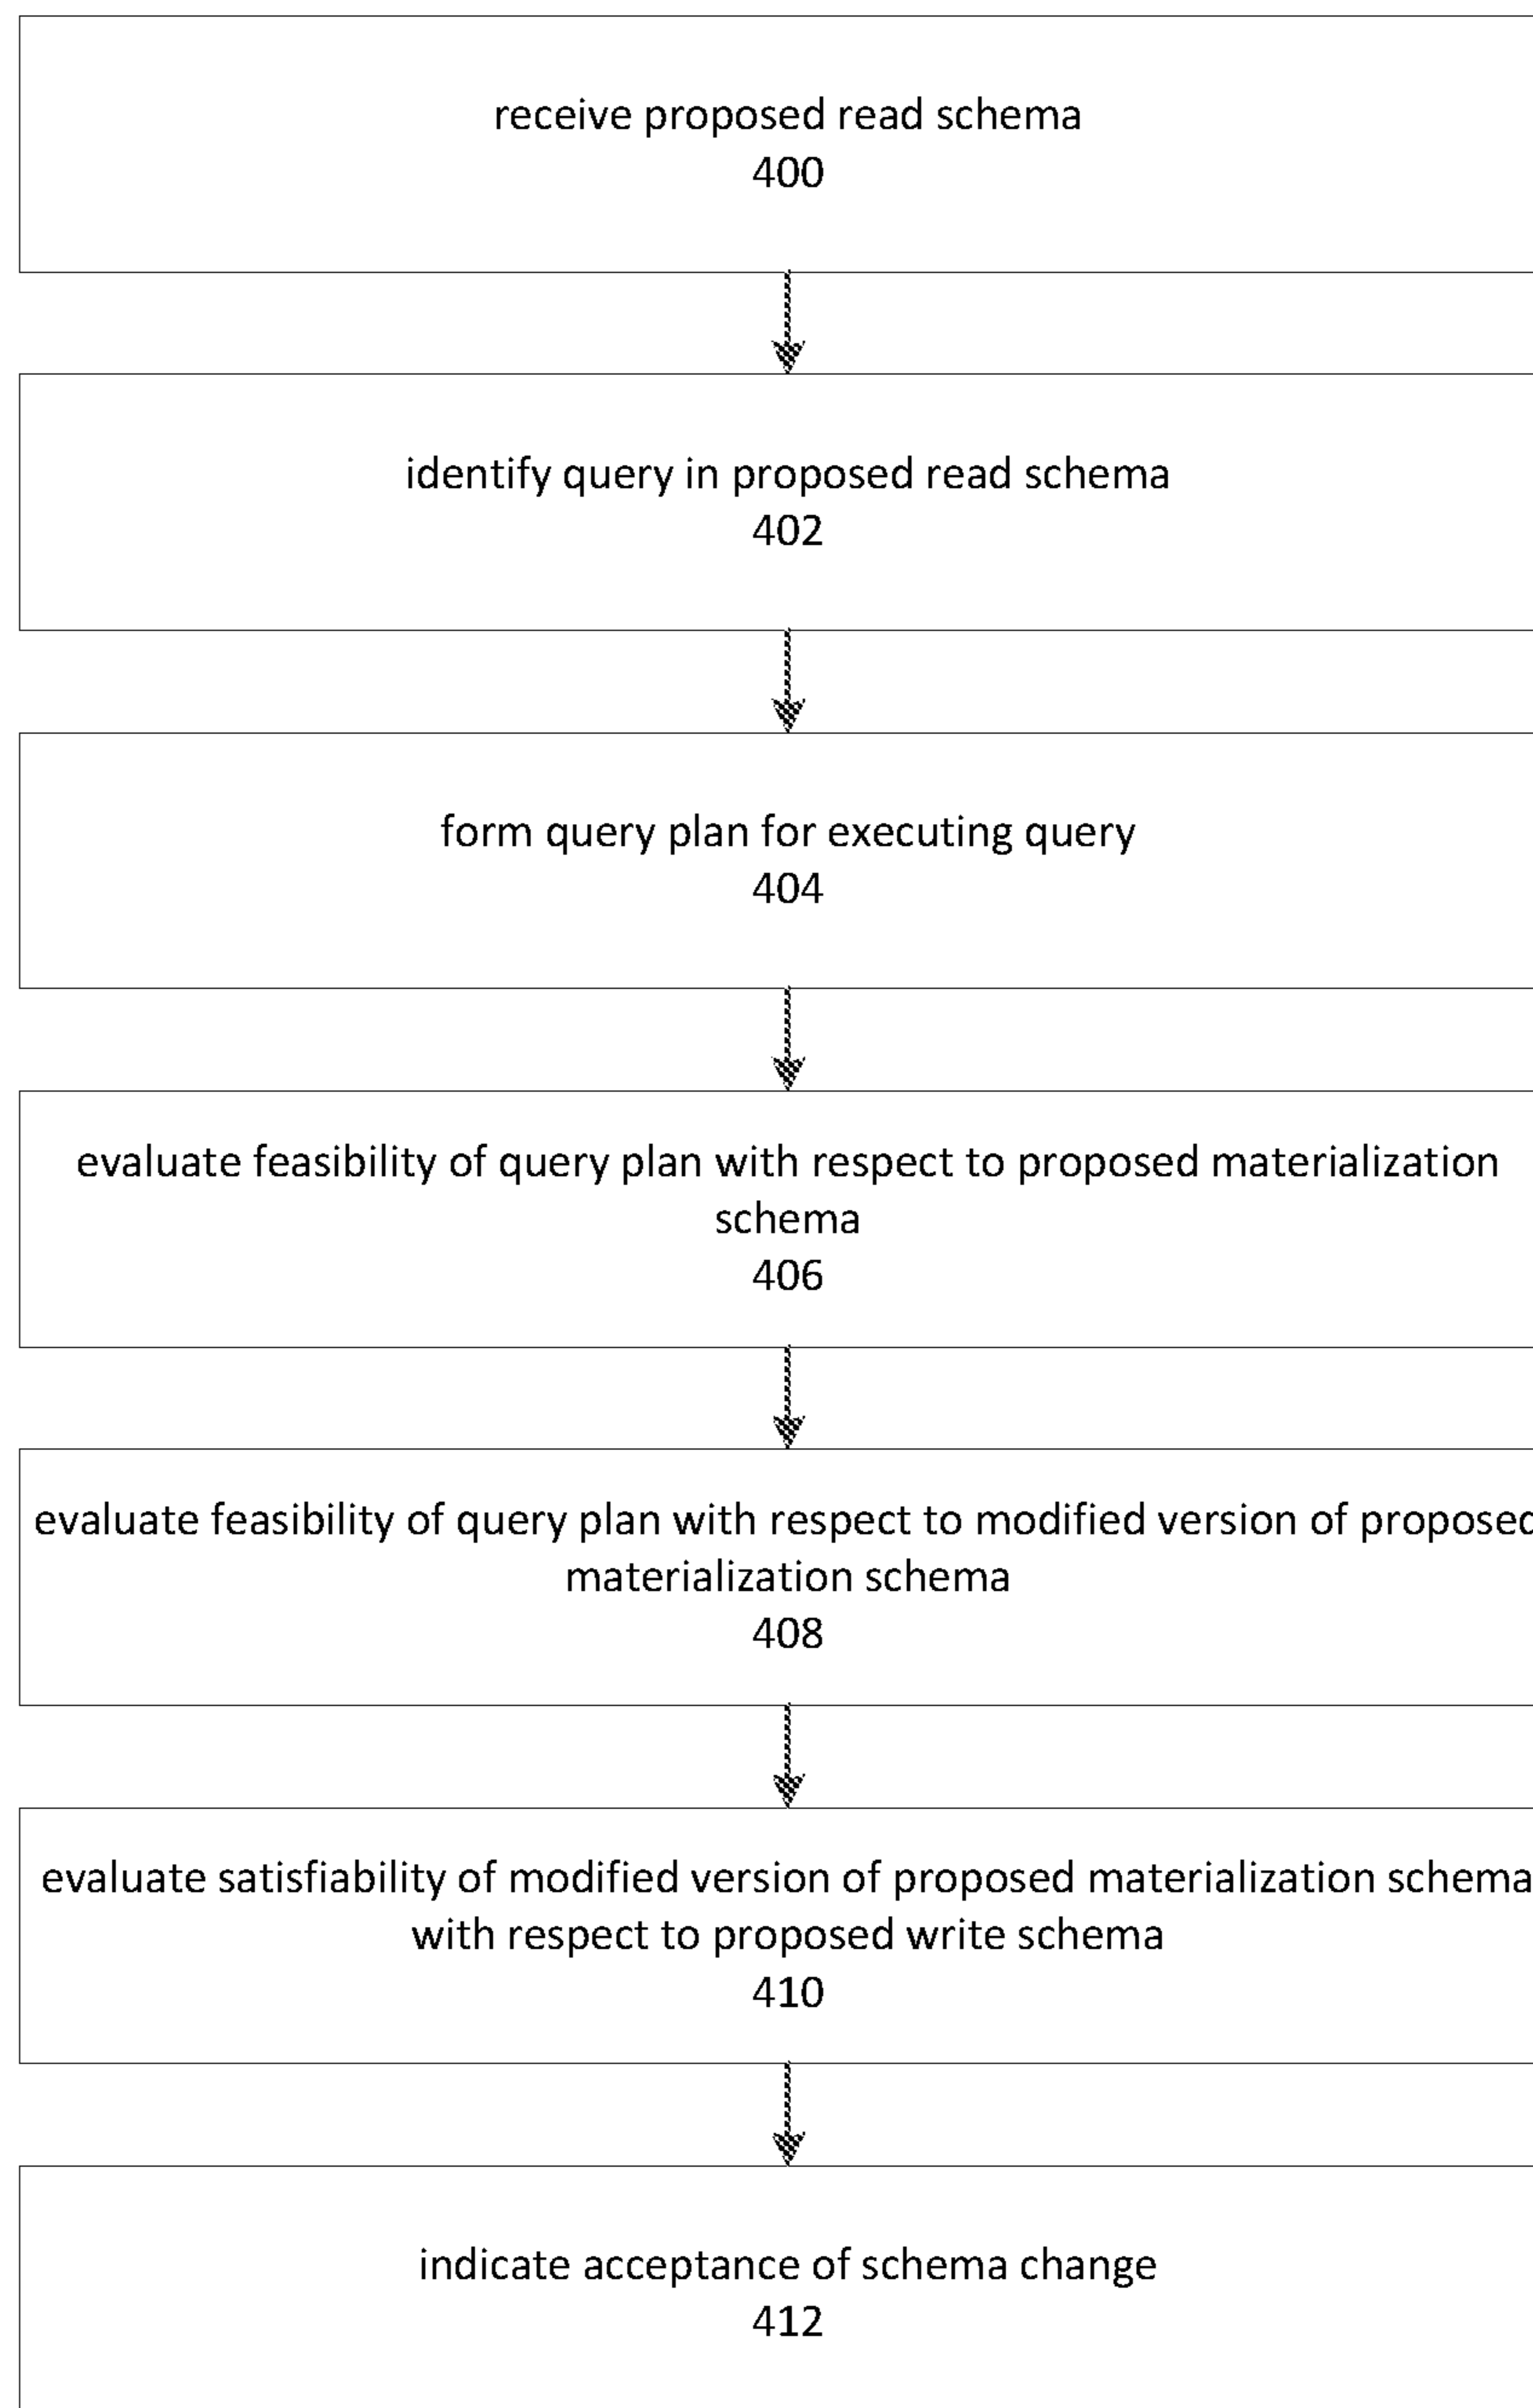 receive proposed read schema
400
identify query in proposed read schema
402
form query plan for executing query
404
evaluate feasibility of query plan with respect to proposed materialization
schema
406
evaluate feasibility of query plan with respect to modified version of proposed
materialization schema
408
evaluate satisfiability of modified version of proposed materialization schema
with respect to proposed write schema
410
indicate acceptance of schema change
412